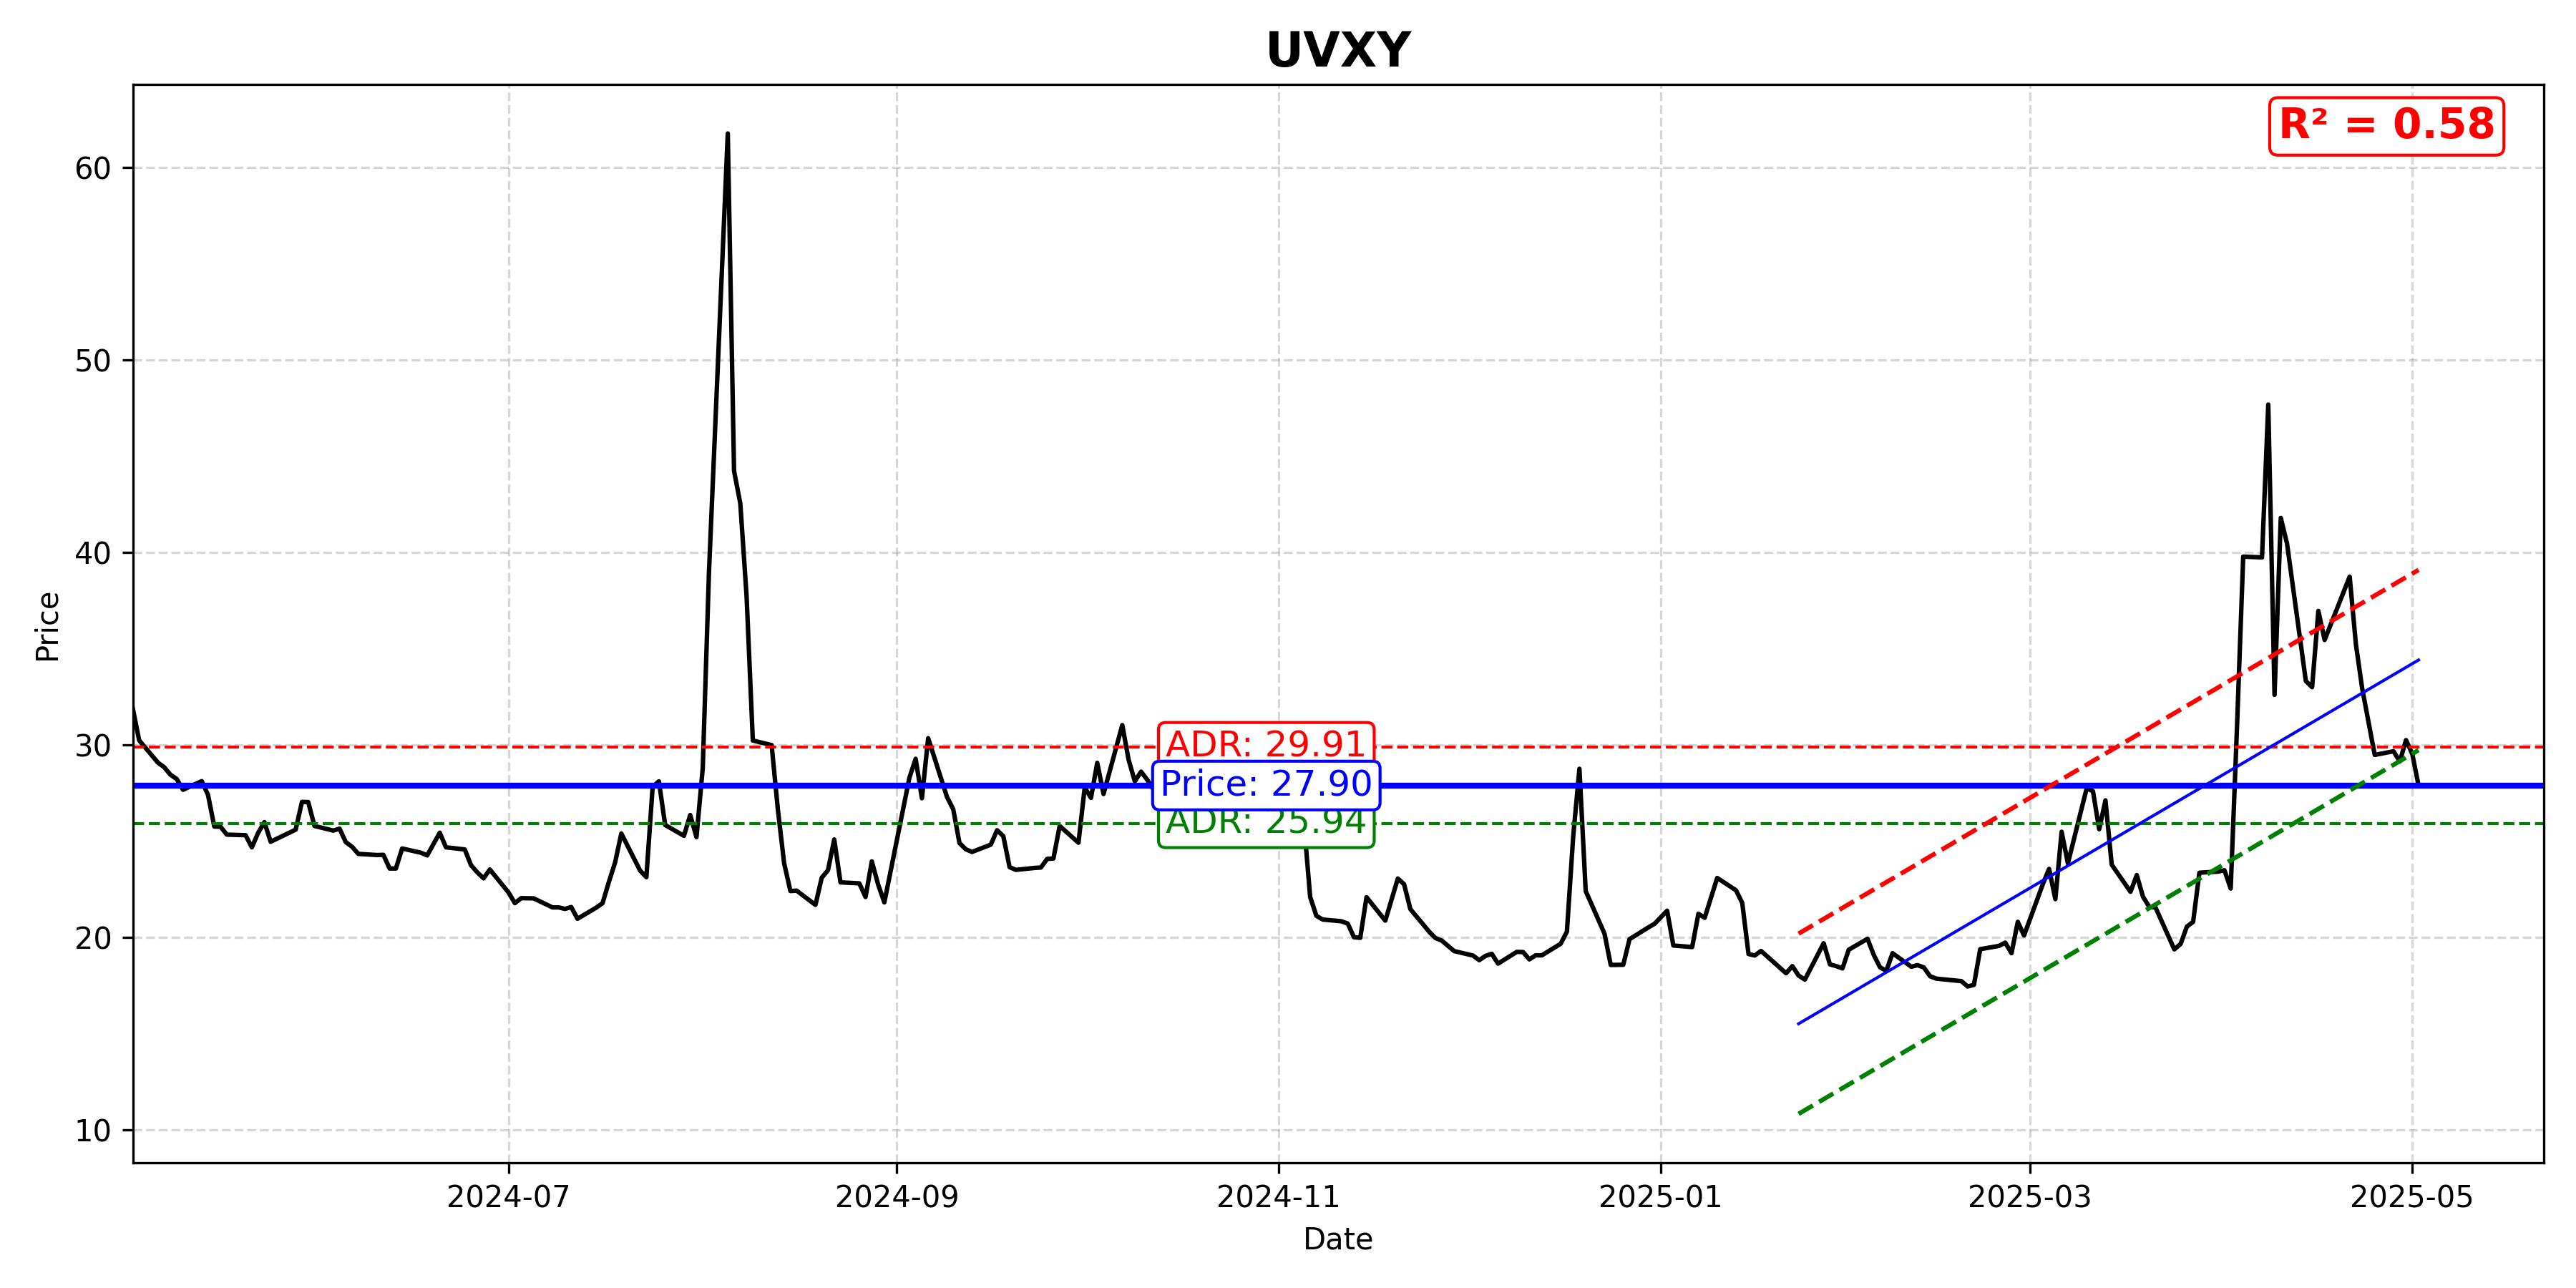 UVXY
R² = 0.58
60
50
40
30
20
10
Price
ADR: 29.91
Price: 27.90
ADR: 25.94
2024-07
2024-09
2024-11
2025-01
2025-03
2025-05
Date